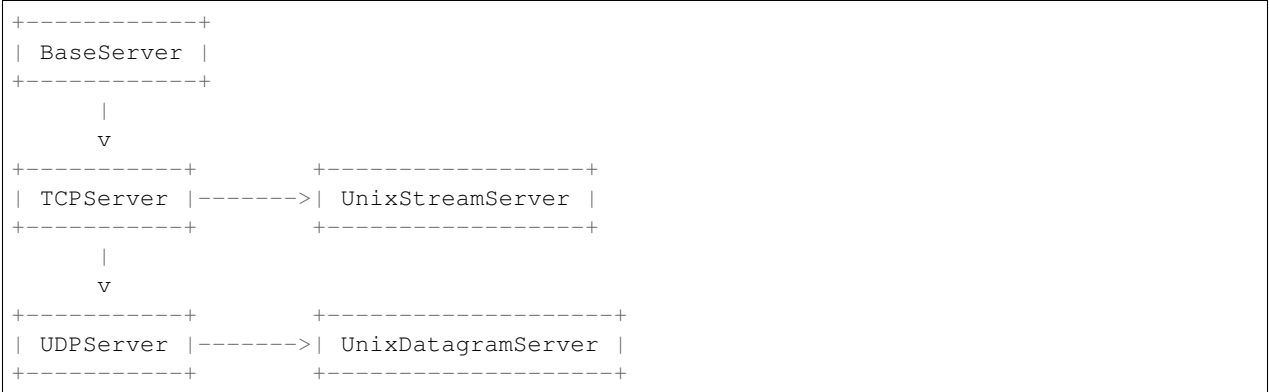 +------------+
| BaseServer |
+------------+
      |
      v
+-----------+        +------------------+
| TCPServer |------->| UnixStreamServer |
+-----------+        +------------------+
      |
      v
+-----------+        +--------------------+
| UDPServer |------->| UnixDatagramServer |
+-----------+        +--------------------+